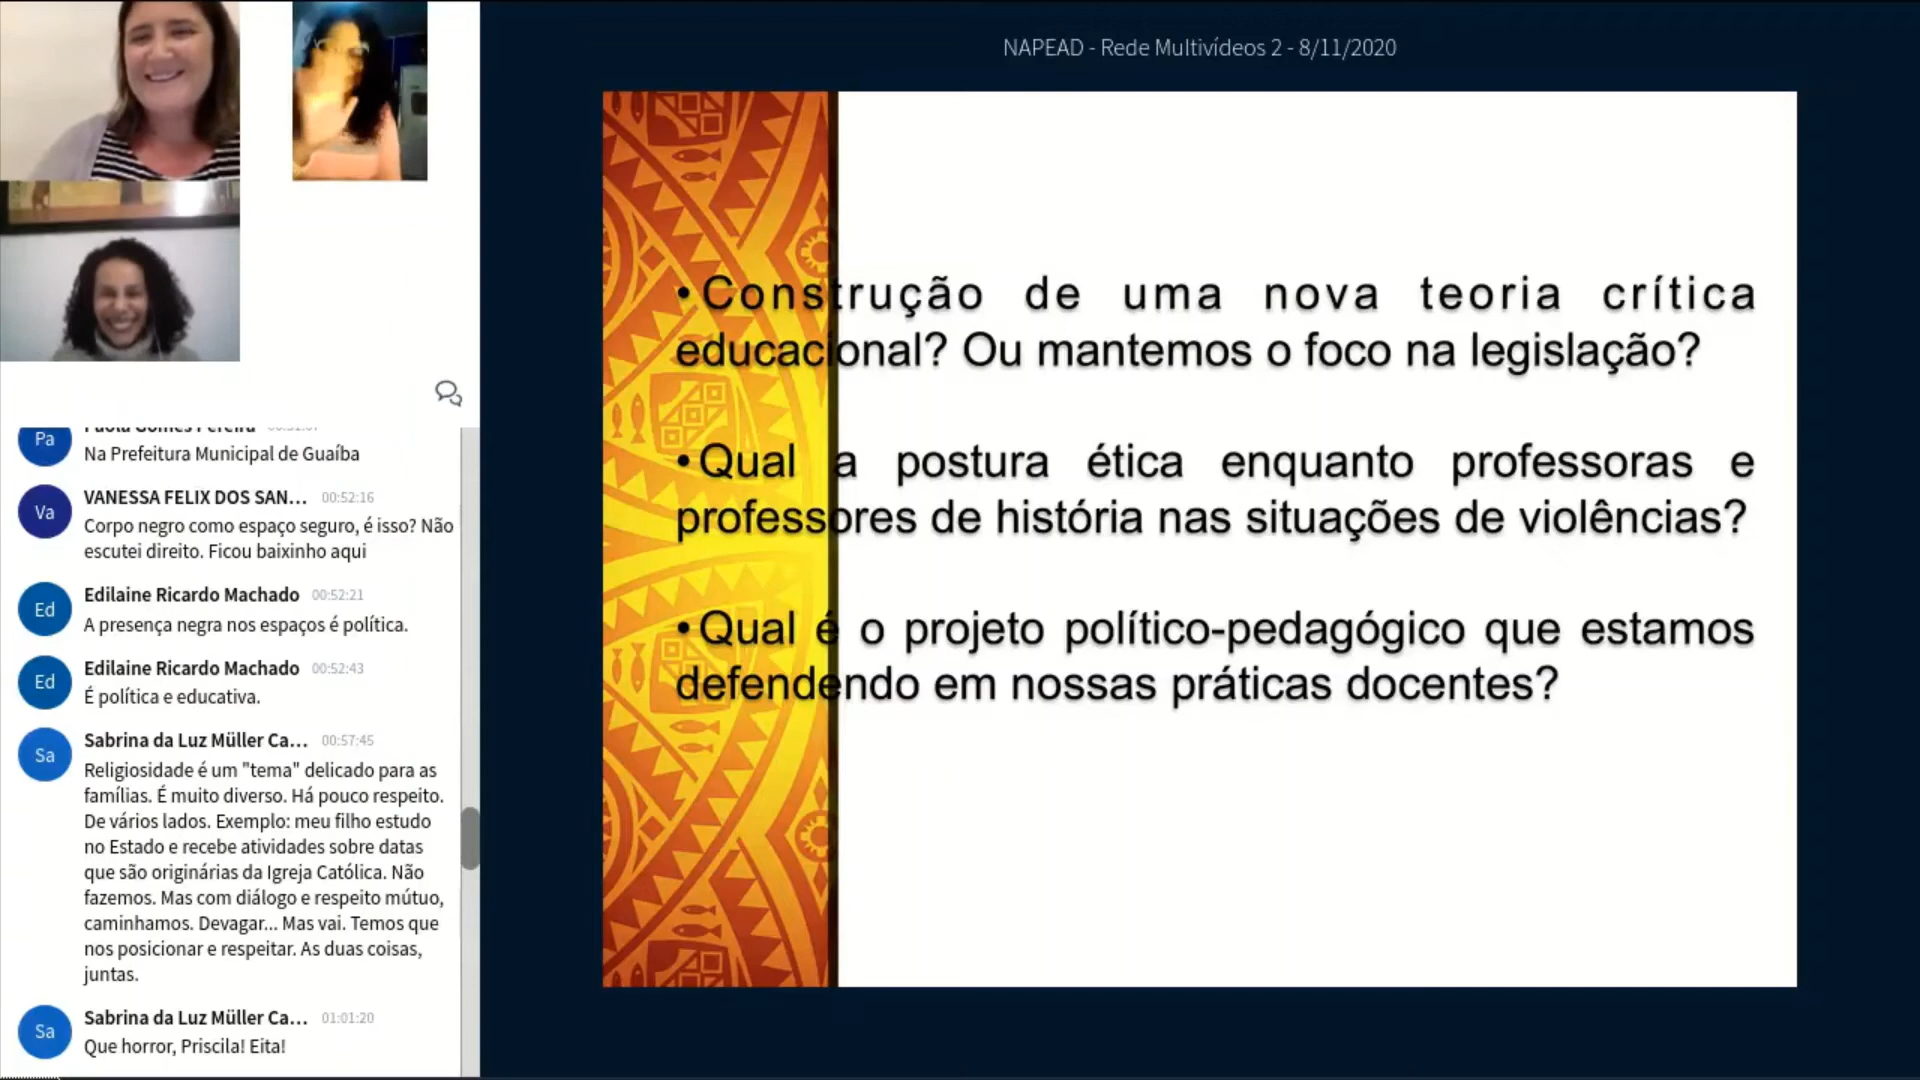 NAPEAD - Rede Multivídeos 2 - 8/11/2020
•Construção de uma nova teoria crítica
educacional? Ou mantemos o foco na legislação?
•Qual a postura ética enquanto professoras e
professores de história nas situações de violências?
•Qual é o projeto político-pedagógico que estamos
defendendo em nossas práticas docentes?
Pa
Paola Gomes Pereira
Na Prefeitura Municipal de Guaíba
Va
VANESSA FELIX DOS SAN... 00:52:16
Corpo negro como espaço seguro, é isso? Não
escutei direito. Ficou baixinho aqui
Ed
Edilaine Ricardo Machado 00:52:21
A presença negra nos espaços é política.
Ed
Edilaine Ricardo Machado 00:52:43
É política e educativa.
Sa
Sabrina da Luz Müller Ca... 00:57:45
Religiosidade é um "tema" delicado para as
famílias. É muito diverso. Há pouco respeito.
De vários lados. Exemplo: meu filho estudo
no Estado e recebe atividades sobre datas
que são originárias da Igreja Católica. Não
fazemos. Mas com diálogo e respeito mútuo,
caminhamos. Devagar... Mas vai. Temos que
nos posicionar e respeitar. As duas coisas,
juntas.
Sa
Sabrina da Luz Müller Ca... 01:01:20
Que horror, Priscila! Eita!